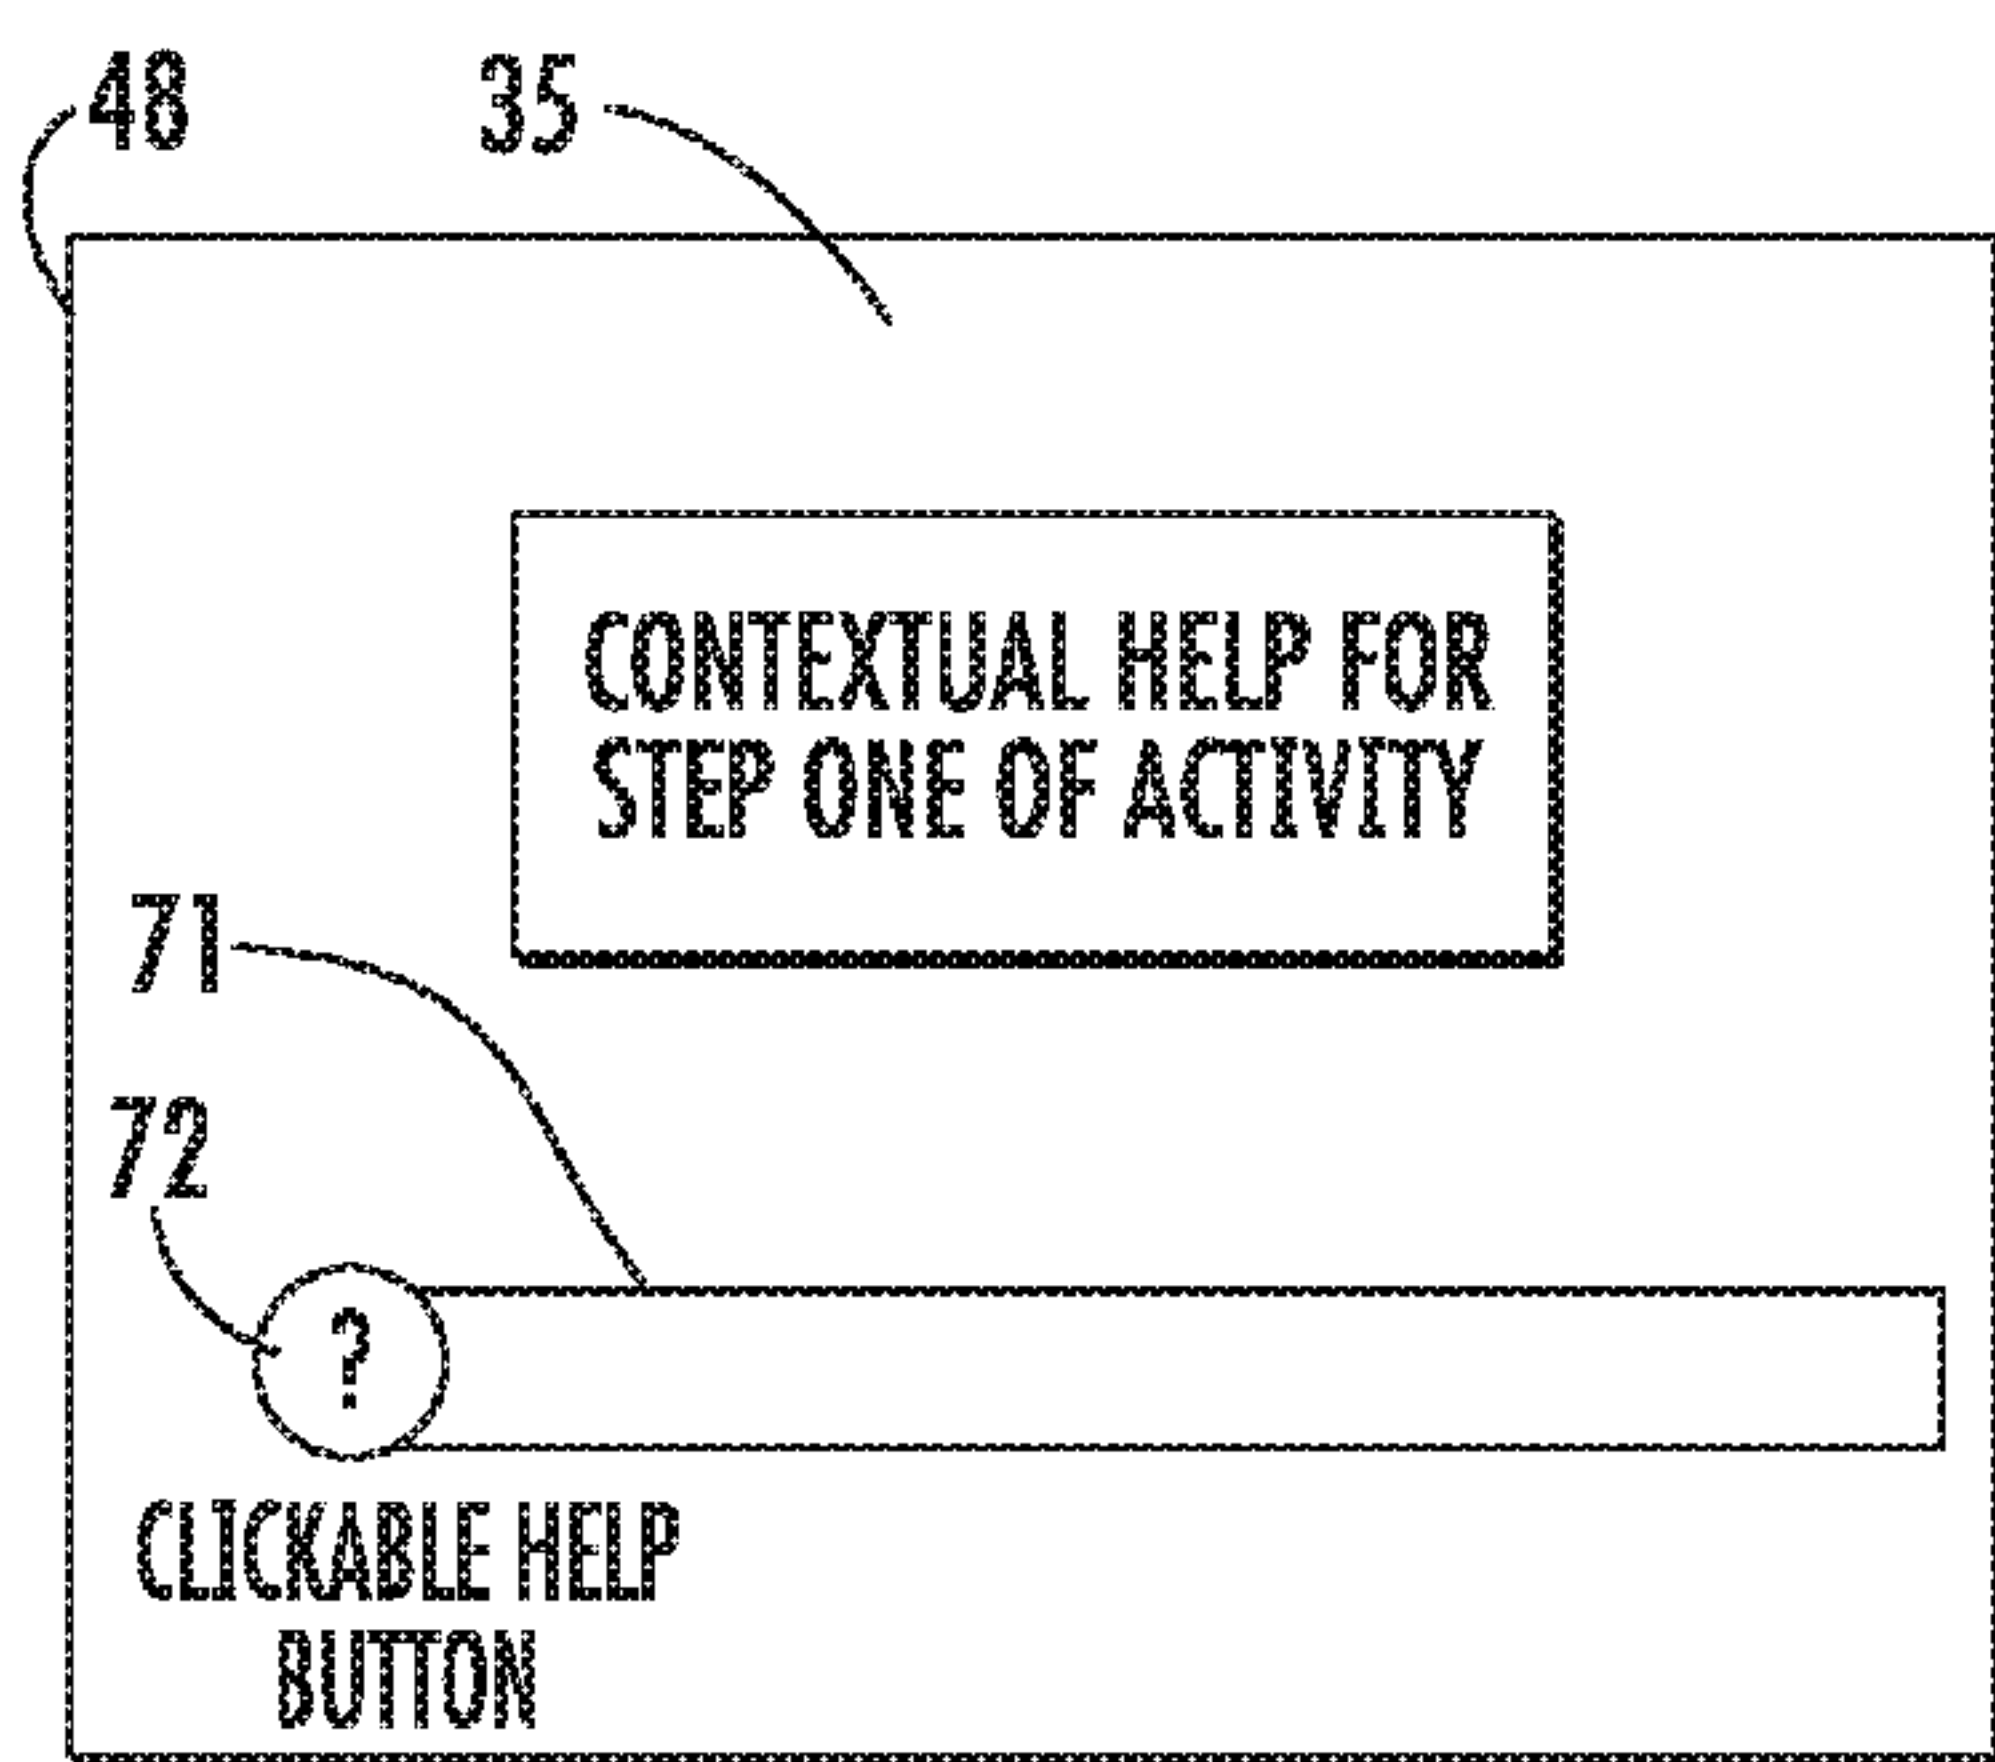 48
35
CONTEXTUAL HELP FOR
STEP ONE OF ACTIVITY
71
72
?
CLICKABLE HELP
BUTTON